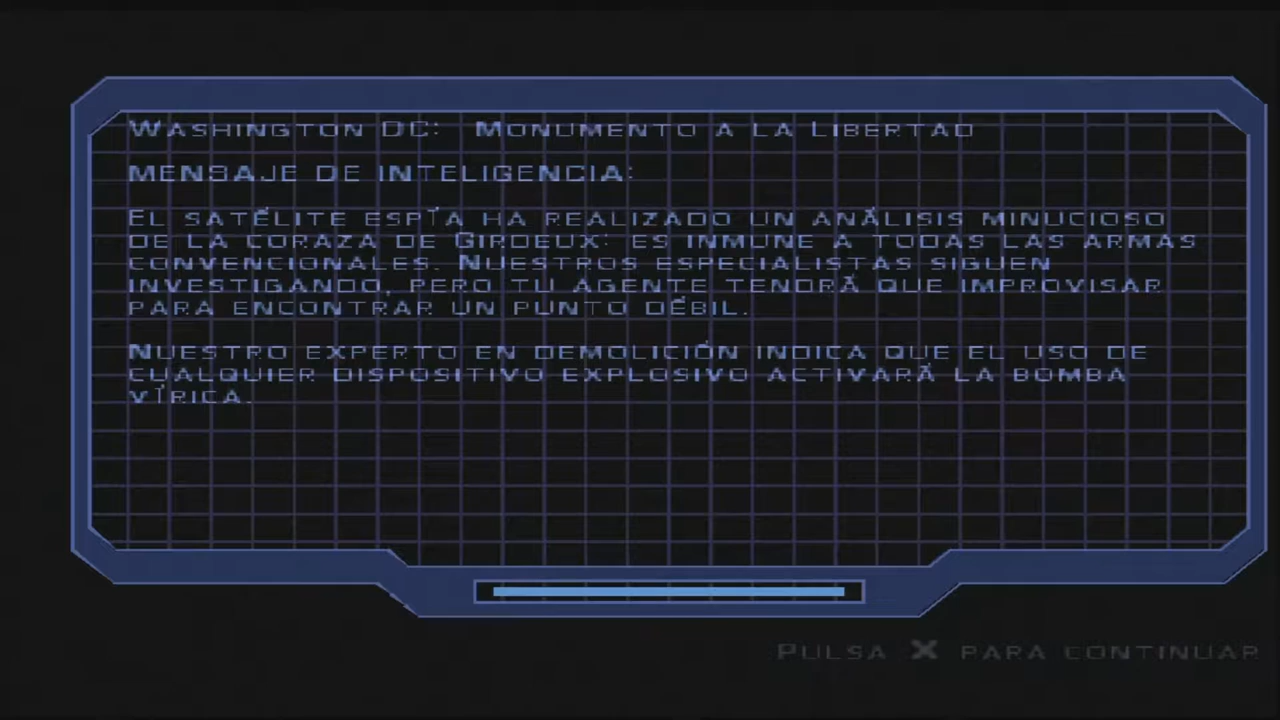 Washington DC: Monumento a la Libertad
MENSAJE DE INTELIGENCIA:
El satélite espía ha realizado un análisis minucioso
de la coraza de Girdeux: es inmune a todas las armas
convencionales. Nuestros especialistas siguen
investigando, pero tu agente tendrá que improvisar
para encontrar un punto débil.
Nuestro experto en demolición indica que el uso de
cualquier dispositivo explosivo activará la bomba
vírica.
Pulsa X para continuar